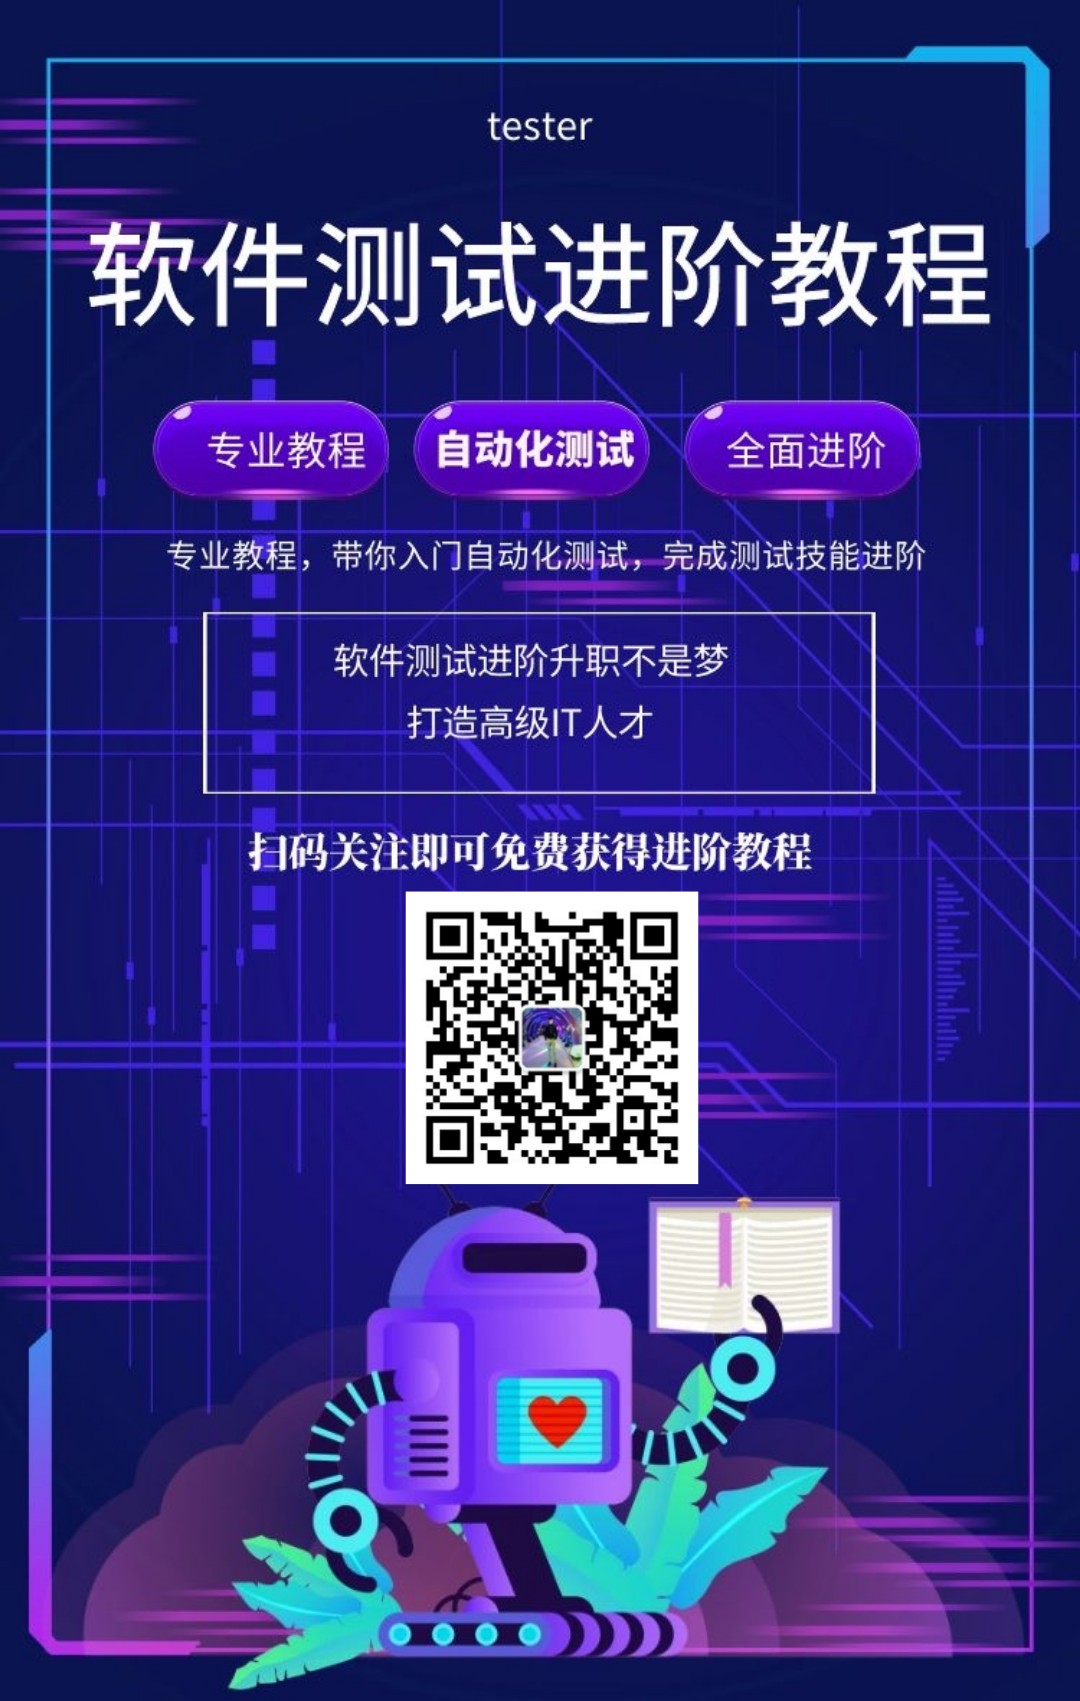 tester
软件测试进阶教程
专业教程
自动化测试
全面进阶
专业教程，带你入门自动化测试，完成测试技能进阶
软件测试进阶升职不是梦
打造高级IT人才
扫码关注即可免费获得进阶教程